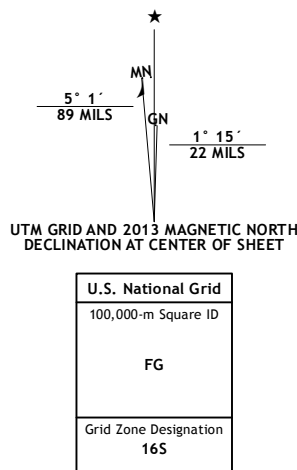 MN
5° 1´
89 MILS
GN
1° 15´
22 MILS
UTM GRID AND 2013 MAGNETIC NORTH
DECLINATION AT CENTER OF SHEET
U.S. National Grid
100,000-m Square ID
FG
Grid Zone Designation
16S